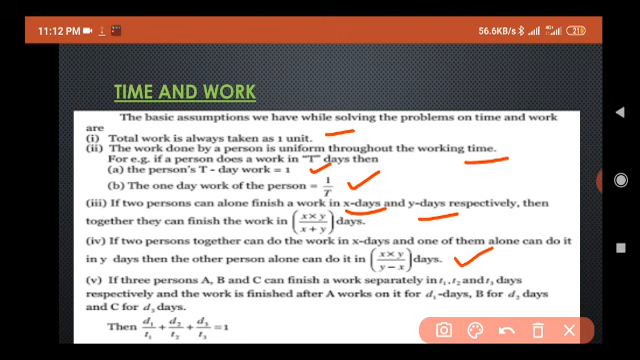 11:12 PM
56.6KB/s
21
TIME AND WORK
The basic assumptions we have while solving the problems on time and work
are
(i) Total work is always taken as 1 unit.
(ii) The work done by a person is uniform throughout the working time.
For e.g. if a person does a work in "T" days then
(a) the person's T - day work = 1
(b) The one day work of the person = 1/T
(iii) If two persons can alone finish a work in x-days and y-days respectively, then
together they can finish the work in (x×y / x+y) days.
(iv) If two persons together can do the work in x-days and one of them alone can do it
in y days then the other person alone can do it in (x×y / y−x) days.
(v) If three persons A, B and C can finish a work separately in t₁, t₂ and t₃ days
respectively and the work is finished after A works on it for d₁-days, B for d₂ days
and C for d₃ days.
Then d₁/t₁ + d₂/t₂ + d₃/t₃ = 1